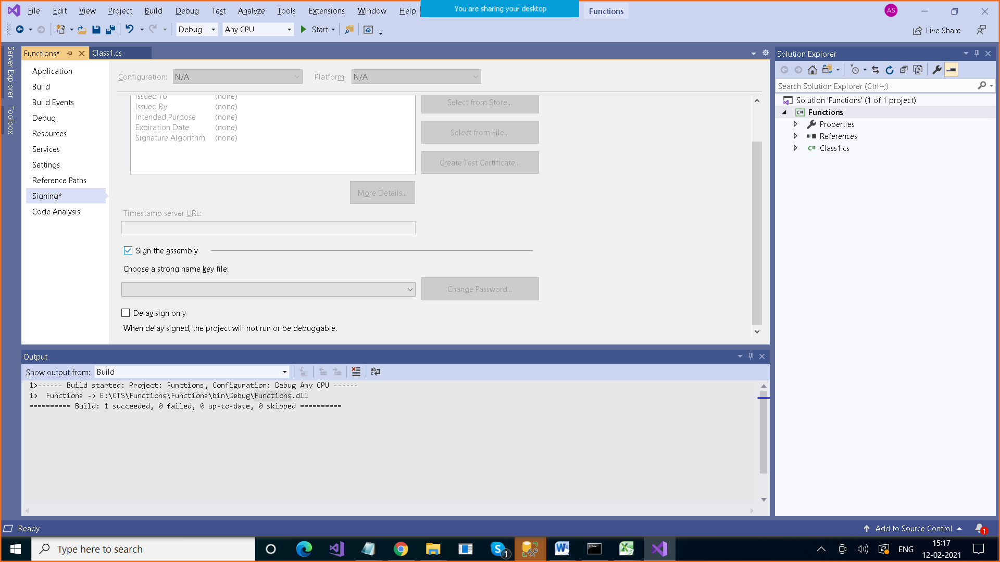 File Edit View Project Build Debug Test Analyze Tools Extensions Window Help
You are sharing your desktop
Functions
AS
Debug Any CPU Start
Live Share
Server Explorer
Toolbox
Functions*
Class1.cs
Application
Build
Build Events
Debug
Resources
Services
Settings
Reference Paths
Signing*
Code Analysis
Configuration: N/A Platform: N/A
Issued To (none)
Issued By (none)
Intended Purpose (none)
Expiration Date (none)
Signature Algorithm (none)
Select from Store...
Select from File...
Create Test Certificate...
More Details...
Timestamp server URL:
Sign the assembly
Choose a strong name key file:
Change Password...
Delay sign only
When delay signed, the project will not run or be debuggable.
Output
Show output from: Build
1>------ Build started: Project: Functions, Configuration: Debug Any CPU ------
1>  Functions -> E:\CTS\Functions\Functions\bin\Debug\Functions.dll
========== Build: 1 succeeded, 0 failed, 0 up-to-date, 0 skipped ==========
Solution Explorer
Search Solution Explorer (Ctrl+;)
Solution 'Functions' (1 of 1 project)
C# Functions
Properties
References
C# Class1.cs
Ready
Add to Source Control
1
Type here to search
1
ENG
15:17
12-02-2021